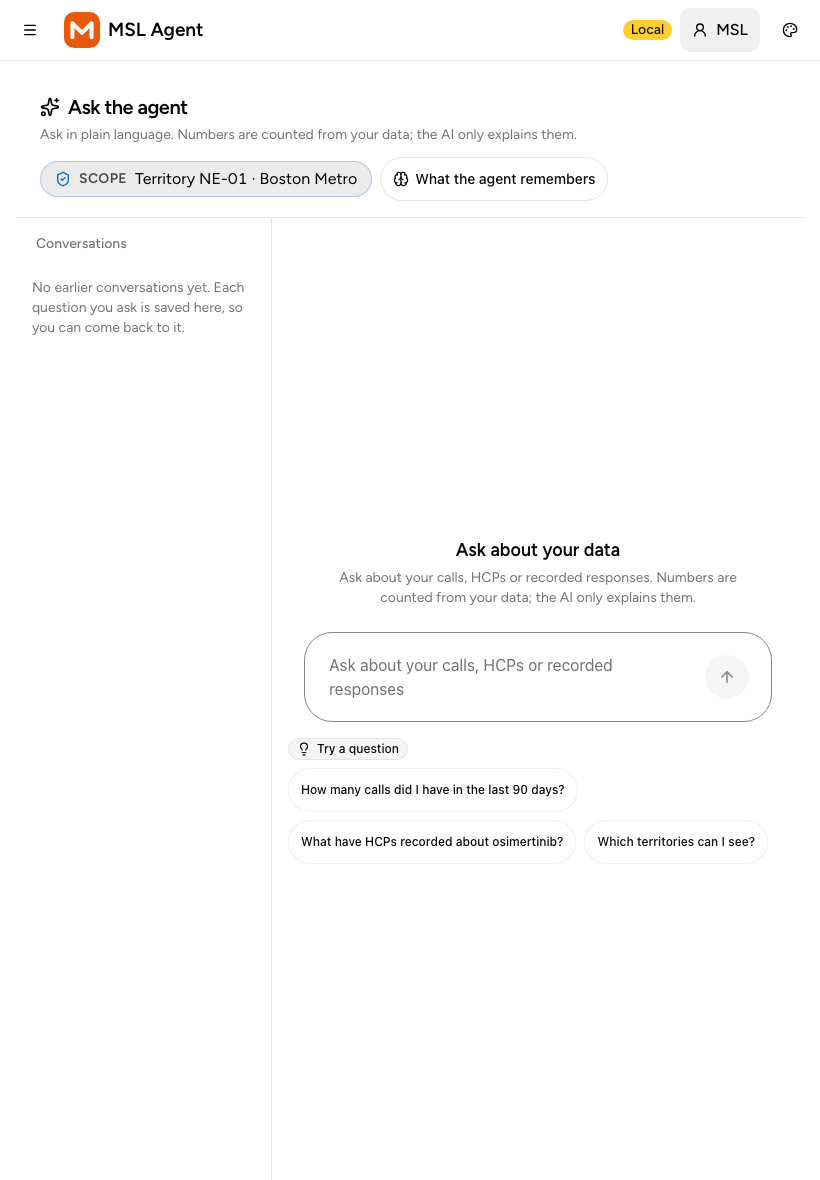 MSL Agent
Local
MSL
Ask the agent
Ask in plain language. Numbers are counted from your data; the AI only explains them.
SCOPE Territory NE-01 · Boston Metro
What the agent remembers
Conversations
No earlier conversations yet. Each
question you ask is saved here, so
you can come back to it.
Ask about your data
Ask about your calls, HCPs or recorded responses. Numbers are
counted from your data; the AI only explains them.
Ask about your calls, HCPs or recorded
responses
Try a question
How many calls did I have in the last 90 days?
What have HCPs recorded about osimertinib?
Which territories can I see?